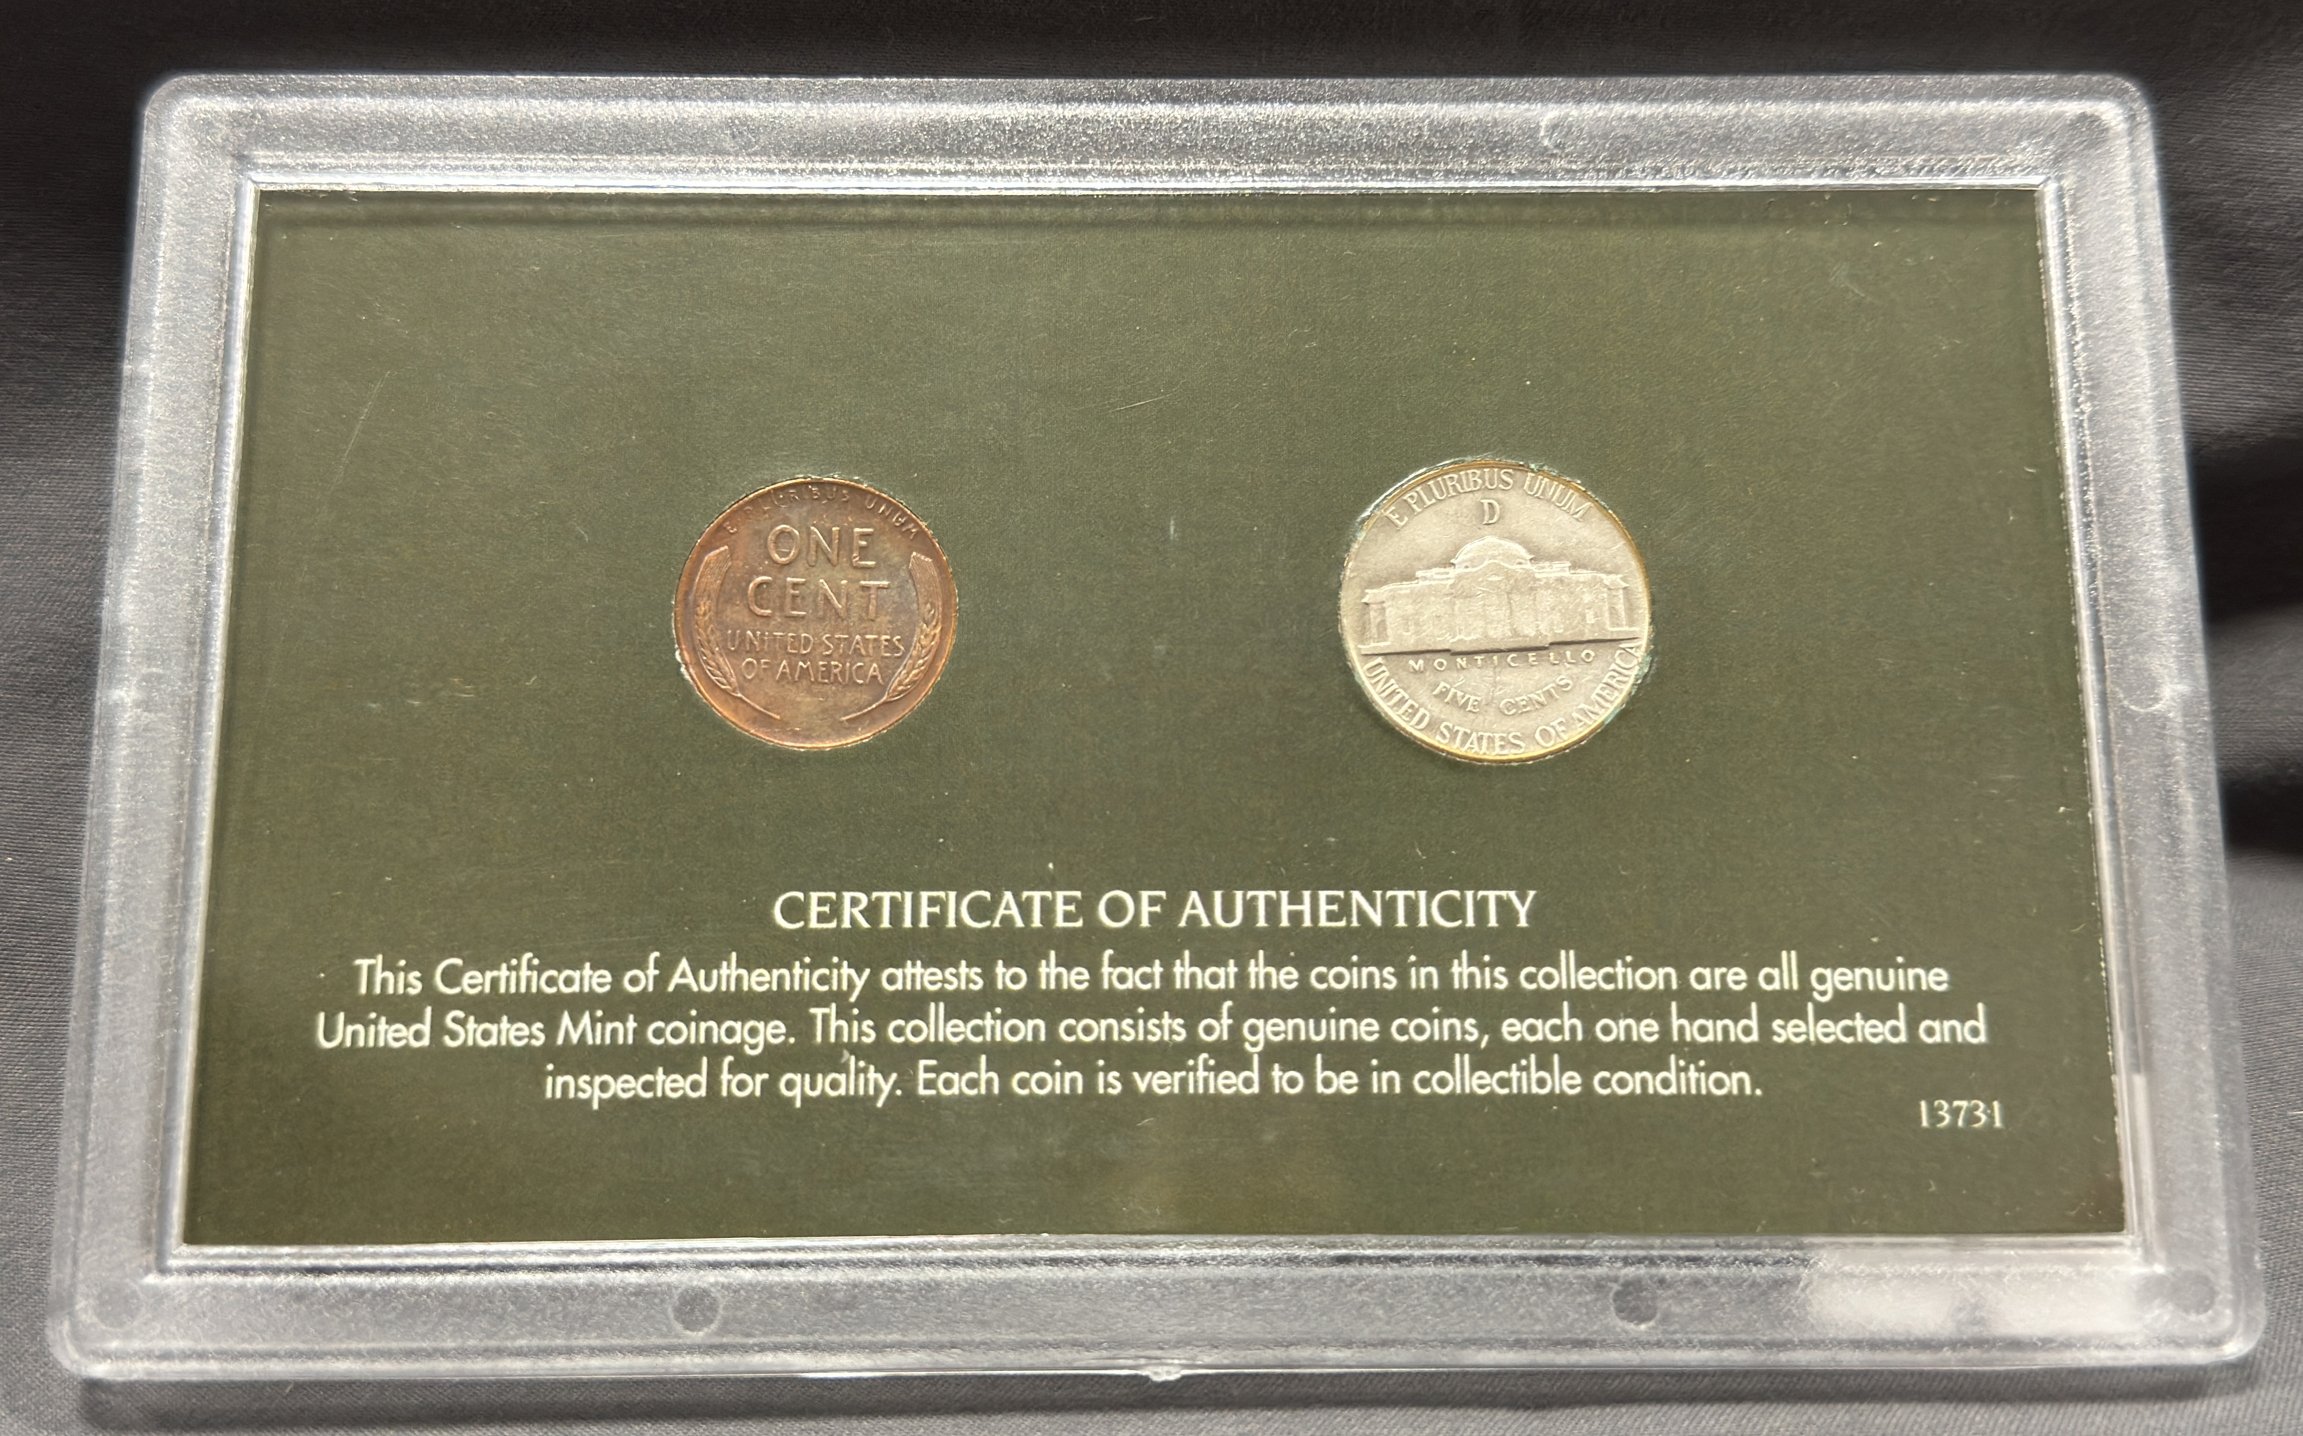 E PLURIBUS UNUM
ONE
CENT
UNITED STATES
OF AMERICA
E PLURIBUS UNUM
D
MONTICELLO
FIVE CENTS
UNITED STATES OF AMERICA
CERTIFICATE OF AUTHENTICITY
This Certificate of Authenticity attests to the fact that the coins in this collection are all genuine
United States Mint coinage. This collection consists of genuine coins, each one hand selected and
inspected for quality. Each coin is verified to be in collectible condition.
13731